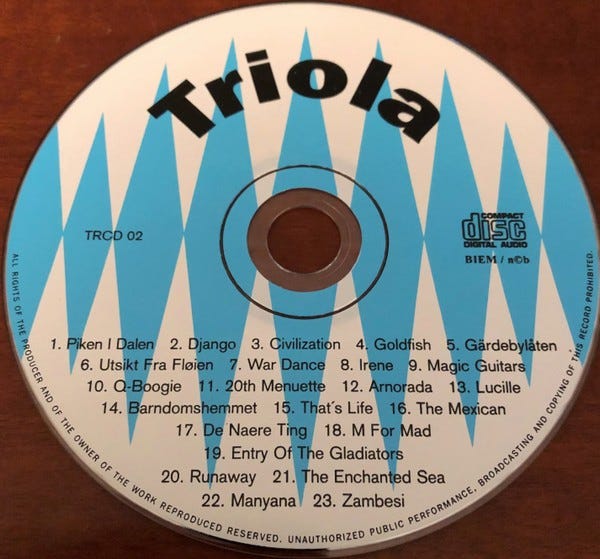 Triola
TRCD 02
COMPACT
disc
DIGITAL AUDIO
BIEM / n©b
1. Piken I Dalen 2. Django 3. Civilization 4. Goldfish 5. Gärdebylåten
6. Utsikt Fra Fløien 7. War Dance 8. Irene 9. Magic Guitars
10. Q-Boogie 11. 20th Menuette 12. Arnorada 13. Lucille
14. Barndomshemmet 15. That's Life 16. The Mexican
17. De Naere Ting 18. M For Mad
19. Entry Of The Gladiators
20. Runaway 21. The Enchanted Sea
22. Manyana 23. Zambesi
ALL RIGHTS OF THE PRODUCER AND OF THE OWNER OF THE WORK REPRODUCED RESERVED. UNAUTHORIZED PUBLIC PERFORMANCE, BROADCASTING AND COPYING OF THIS RECORD PROHIBITED.